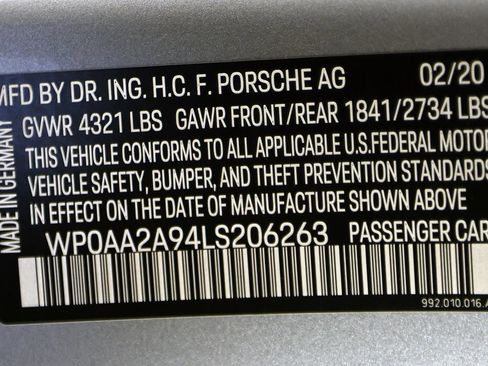 MFD BY DR. ING. H.C. F. PORSCHE AG 02/20
GVWR 4321 LBS GAWR FRONT/REAR 1841/2734 LBS
THIS VEHICLE CONFORMS TO ALL APPLICABLE U.S.FEDERAL MOTOR
VEHICLE SAFETY, BUMPER, AND THEFT PREVENTION STANDARDS
IN EFFECT ON THE DATE OF MANUFACTURE SHOWN ABOVE
WP0AA2A94LS206263 PASSENGER CAR
992.010.016.A
MADE IN GERMANY